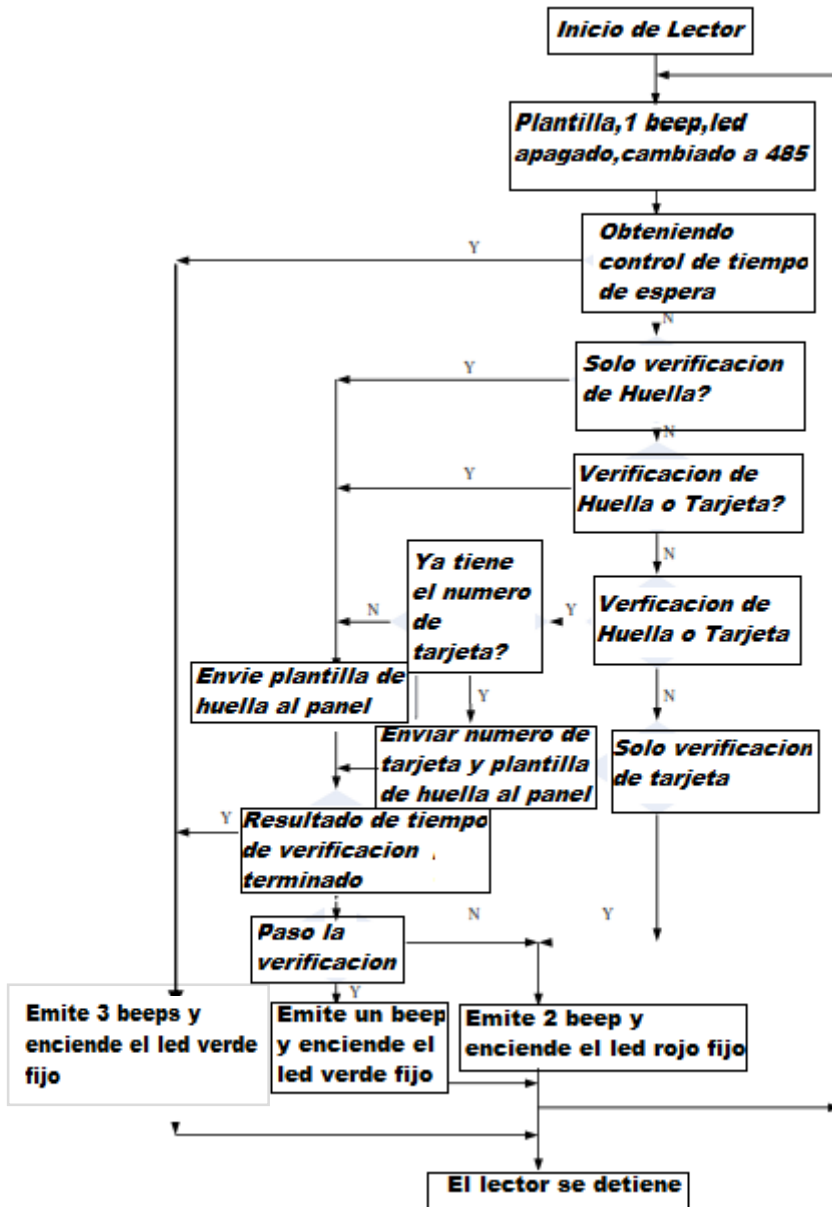 Inicio de Lector
Plantilla,1 beep,led
apagado,cambiado a 485
Obteniendo
control de tiempo
de espera
Y
N
Solo verificacion
de Huella?
Y
N
Verificacion de
Huella o Tarjeta?
Y
N
Ya tiene
el numero
de
tarjeta?
Verficacion de
Huella o Tarjeta
N
Y
Envie plantilla de
huella al panel
Y
N
Enviar numero de
tarjeta y plantilla
de huella al panel
Solo verificacion
de tarjeta
Resultado de tiempo
de verificacion
terminado
Y
Paso la
verificacion
N
Y
Y
Emite 3 beeps y
enciende el led verde
fijo
Emite un beep
y enciende el
led verde fijo
Emite 2 beep y
enciende el led rojo fijo
El lector se detiene